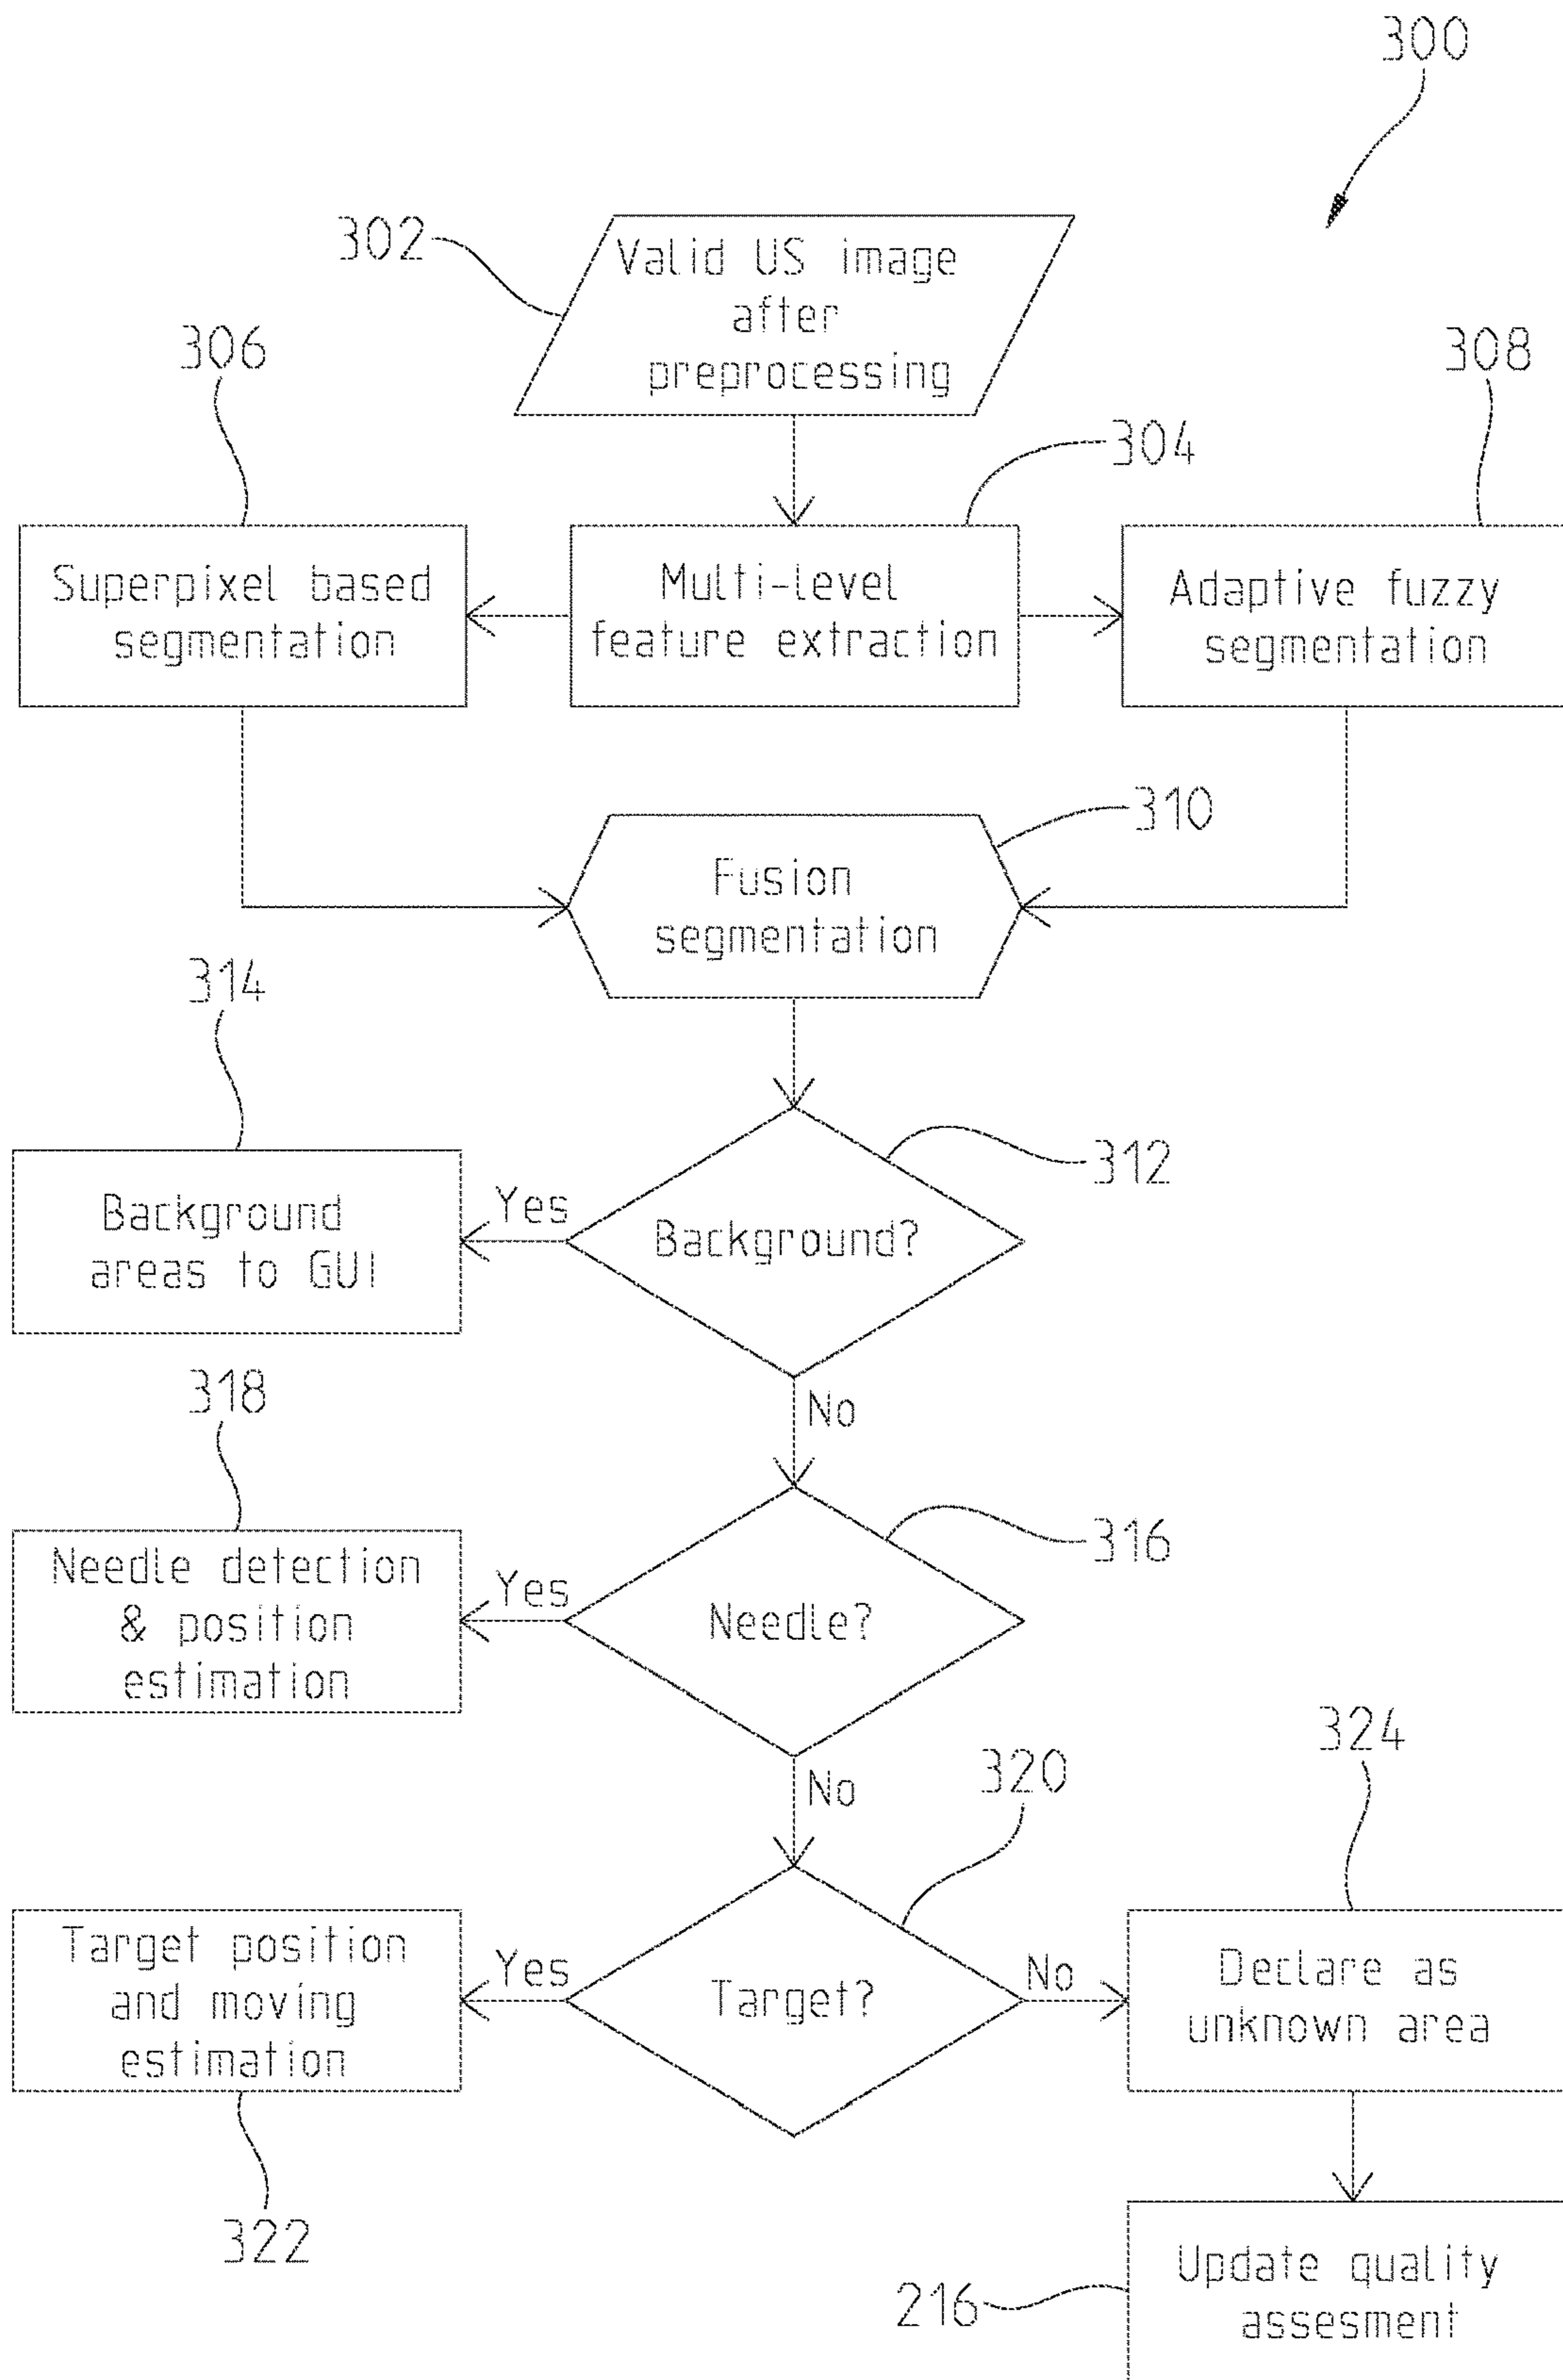 300
302
Valid US image
after
preprocessing
306
308
304
Superpixel based
segmentation
Multi-level
feature extraction
Adaptive fuzzy
segmentation
310
Fusion
segmentation
314
312
Background
areas to GUI
Yes
Background?
No
318
316
Needle detection
& position
estimation
Yes
Needle?
No
320
324
Target position
and moving
estimation
Yes
Target?
No
Declare as
unknown area
322
216
Update quality
assesment